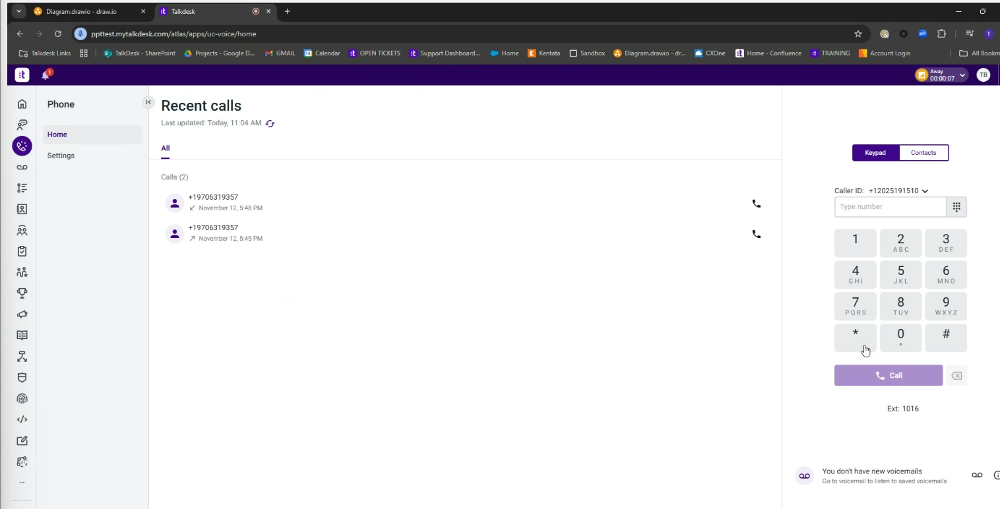 Diagram.drawio - draw.io
Talkdesk
ppttest.mytalkdesk.com/atlas/apps/uc-voice/home
zm
T
Talkdesk Links
TalkDesk - SharePoint
Projects - Google D...
GMAIL
Calendar
OPEN TICKETS
Support Dashboard...
Home
Kentata
Sandbox
Diagram.drawio - dr...
CXOne
Home - Confluence
TRAINING
Account Login
All Bookm
:t
1
Away
00:00:07
TB
Phone
Home
Settings
Recent calls
Last updated: Today, 11:04 AM
All
Calls (2)
+19706319357
November 12, 5:48 PM
+19706319357
November 12, 5:45 PM
Keypad
Contacts
Caller ID: +12025191510
Type number
1
2
3
ABC
DEF
4
5
6
GHI
JKL
MNO
7
8
9
PQRS
TUV
WXYZ
*
0
#
+
Call
Ext: 1016
You don't have new voicemails
Go to voicemail to listen to saved voicemails